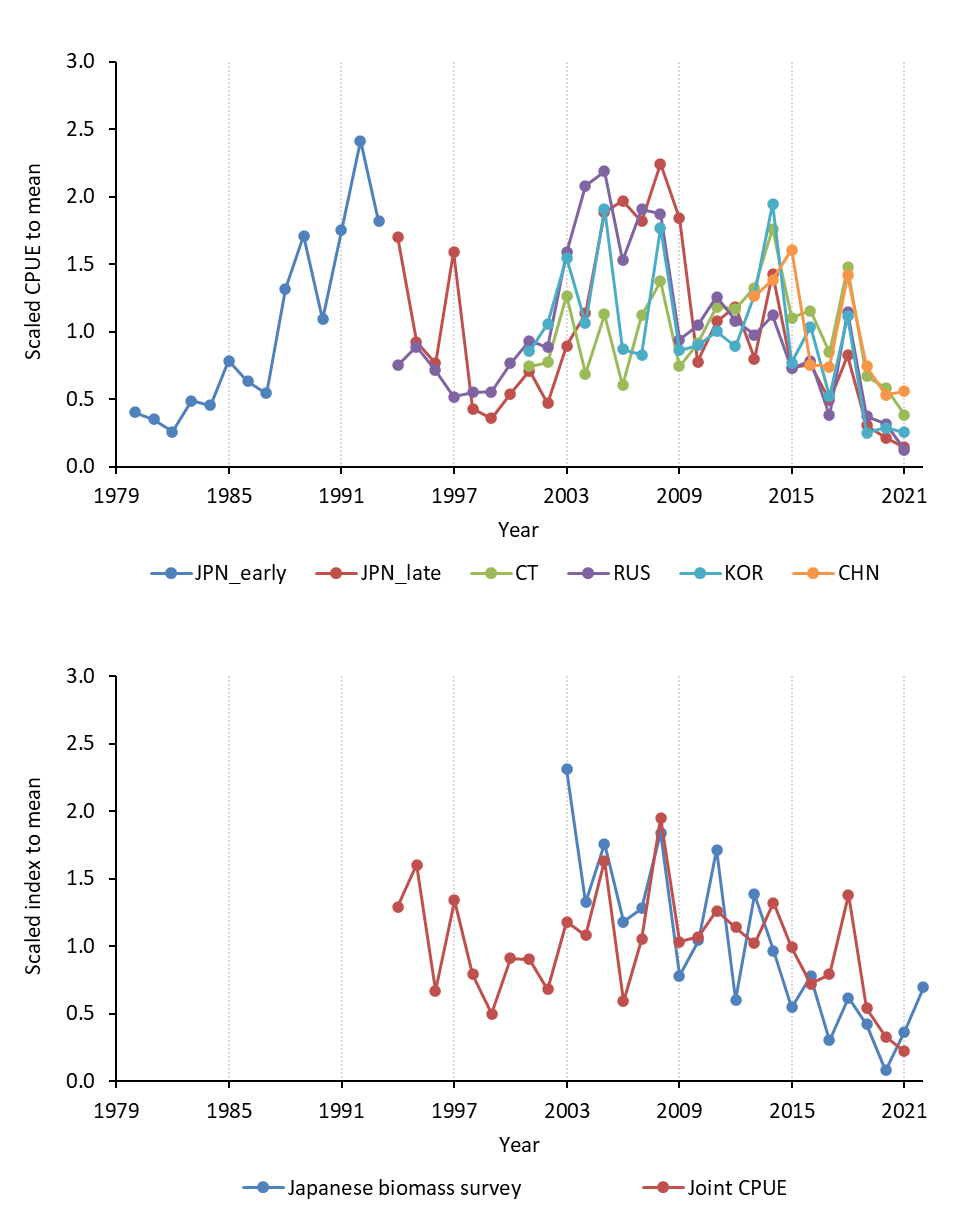 3.0
2.5
2.0
1.5
1.0
0.5
0.0
Scaled CPUE to mean
1979 1985 1991 1997 2003 2009 2015 2021
Year
JPN_early JPN_late CT RUS KOR CHN
3.0
2.5
2.0
1.5
1.0
0.5
0.0
Scaled index to mean
1979 1985 1991 1997 2003 2009 2015 2021
Year
Japanese biomass survey Joint CPUE